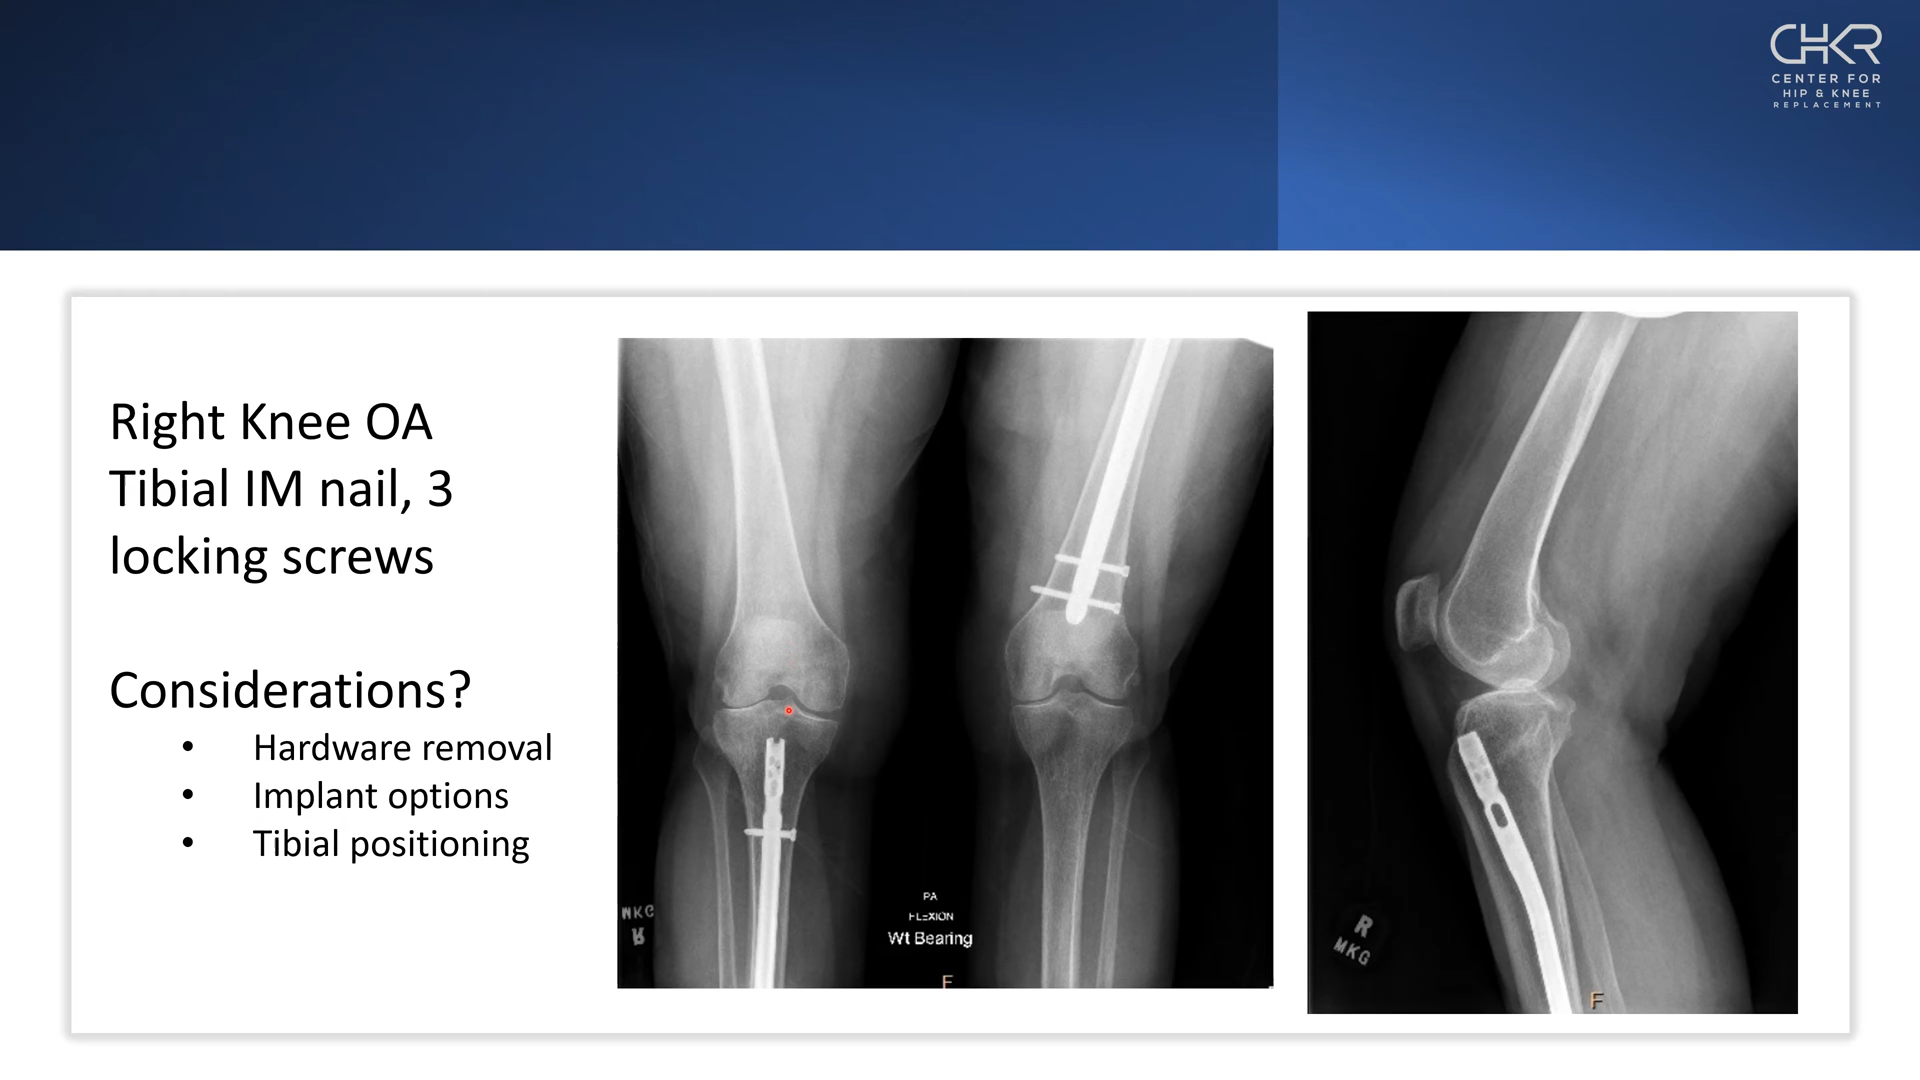 CHKR
CENTER FOR
HIP & KNEE
REPLACEMENT
Right Knee OA
Tibial IM nail, 3
locking screws
Considerations?
• Hardware removal
• Implant options
• Tibial positioning
MKG
R
PA
FLEXION
Wt Bearing
F
R
MKG
F